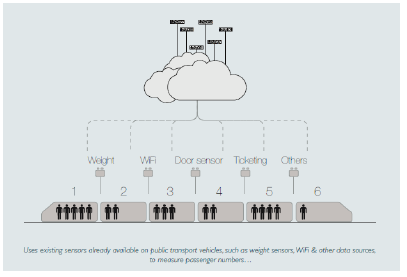 Weight WiFi Door sensor Ticketing Others
1 2 3 4 5 6
Uses existing sensors already available on public transport vehicles, such as weight sensors, WiFi & other data sources,
to measure passenger numbers...